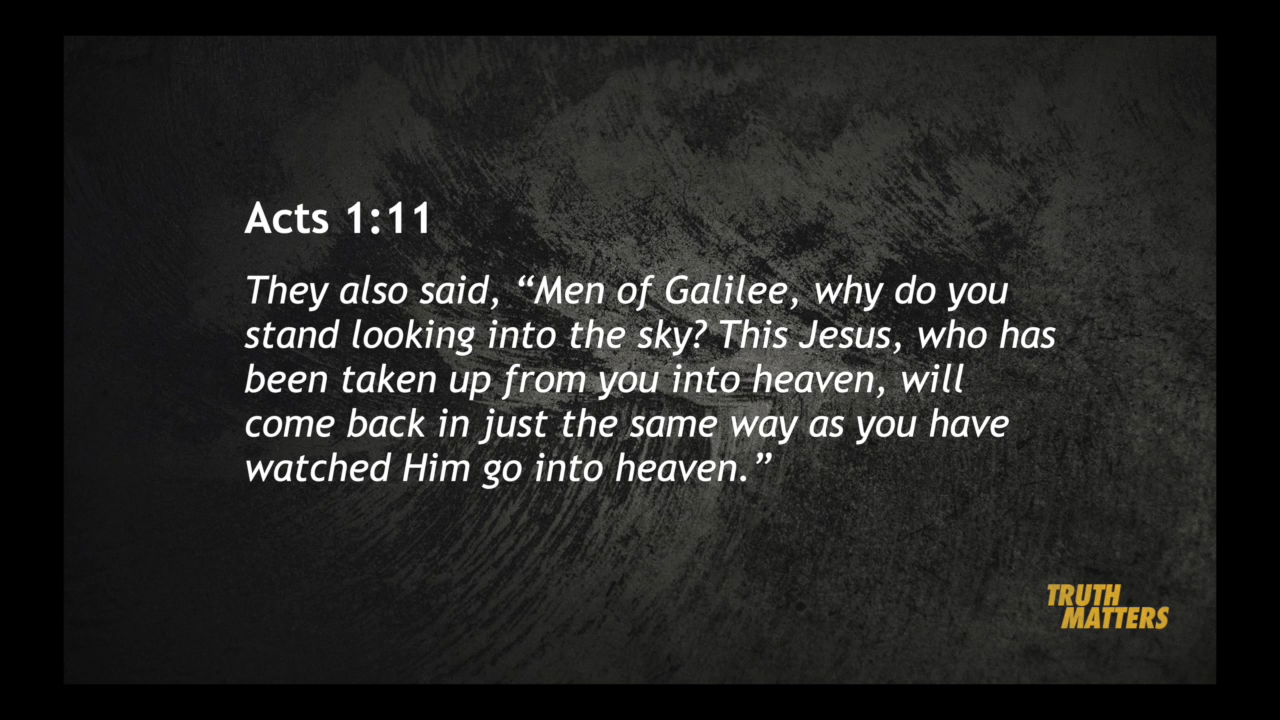 Acts 1:11
They also said, “Men of Galilee, why do you
stand looking into the sky? This Jesus, who has
been taken up from you into heaven, will
come back in just the same way as you have
watched Him go into heaven.”
TRUTH
MATTERS